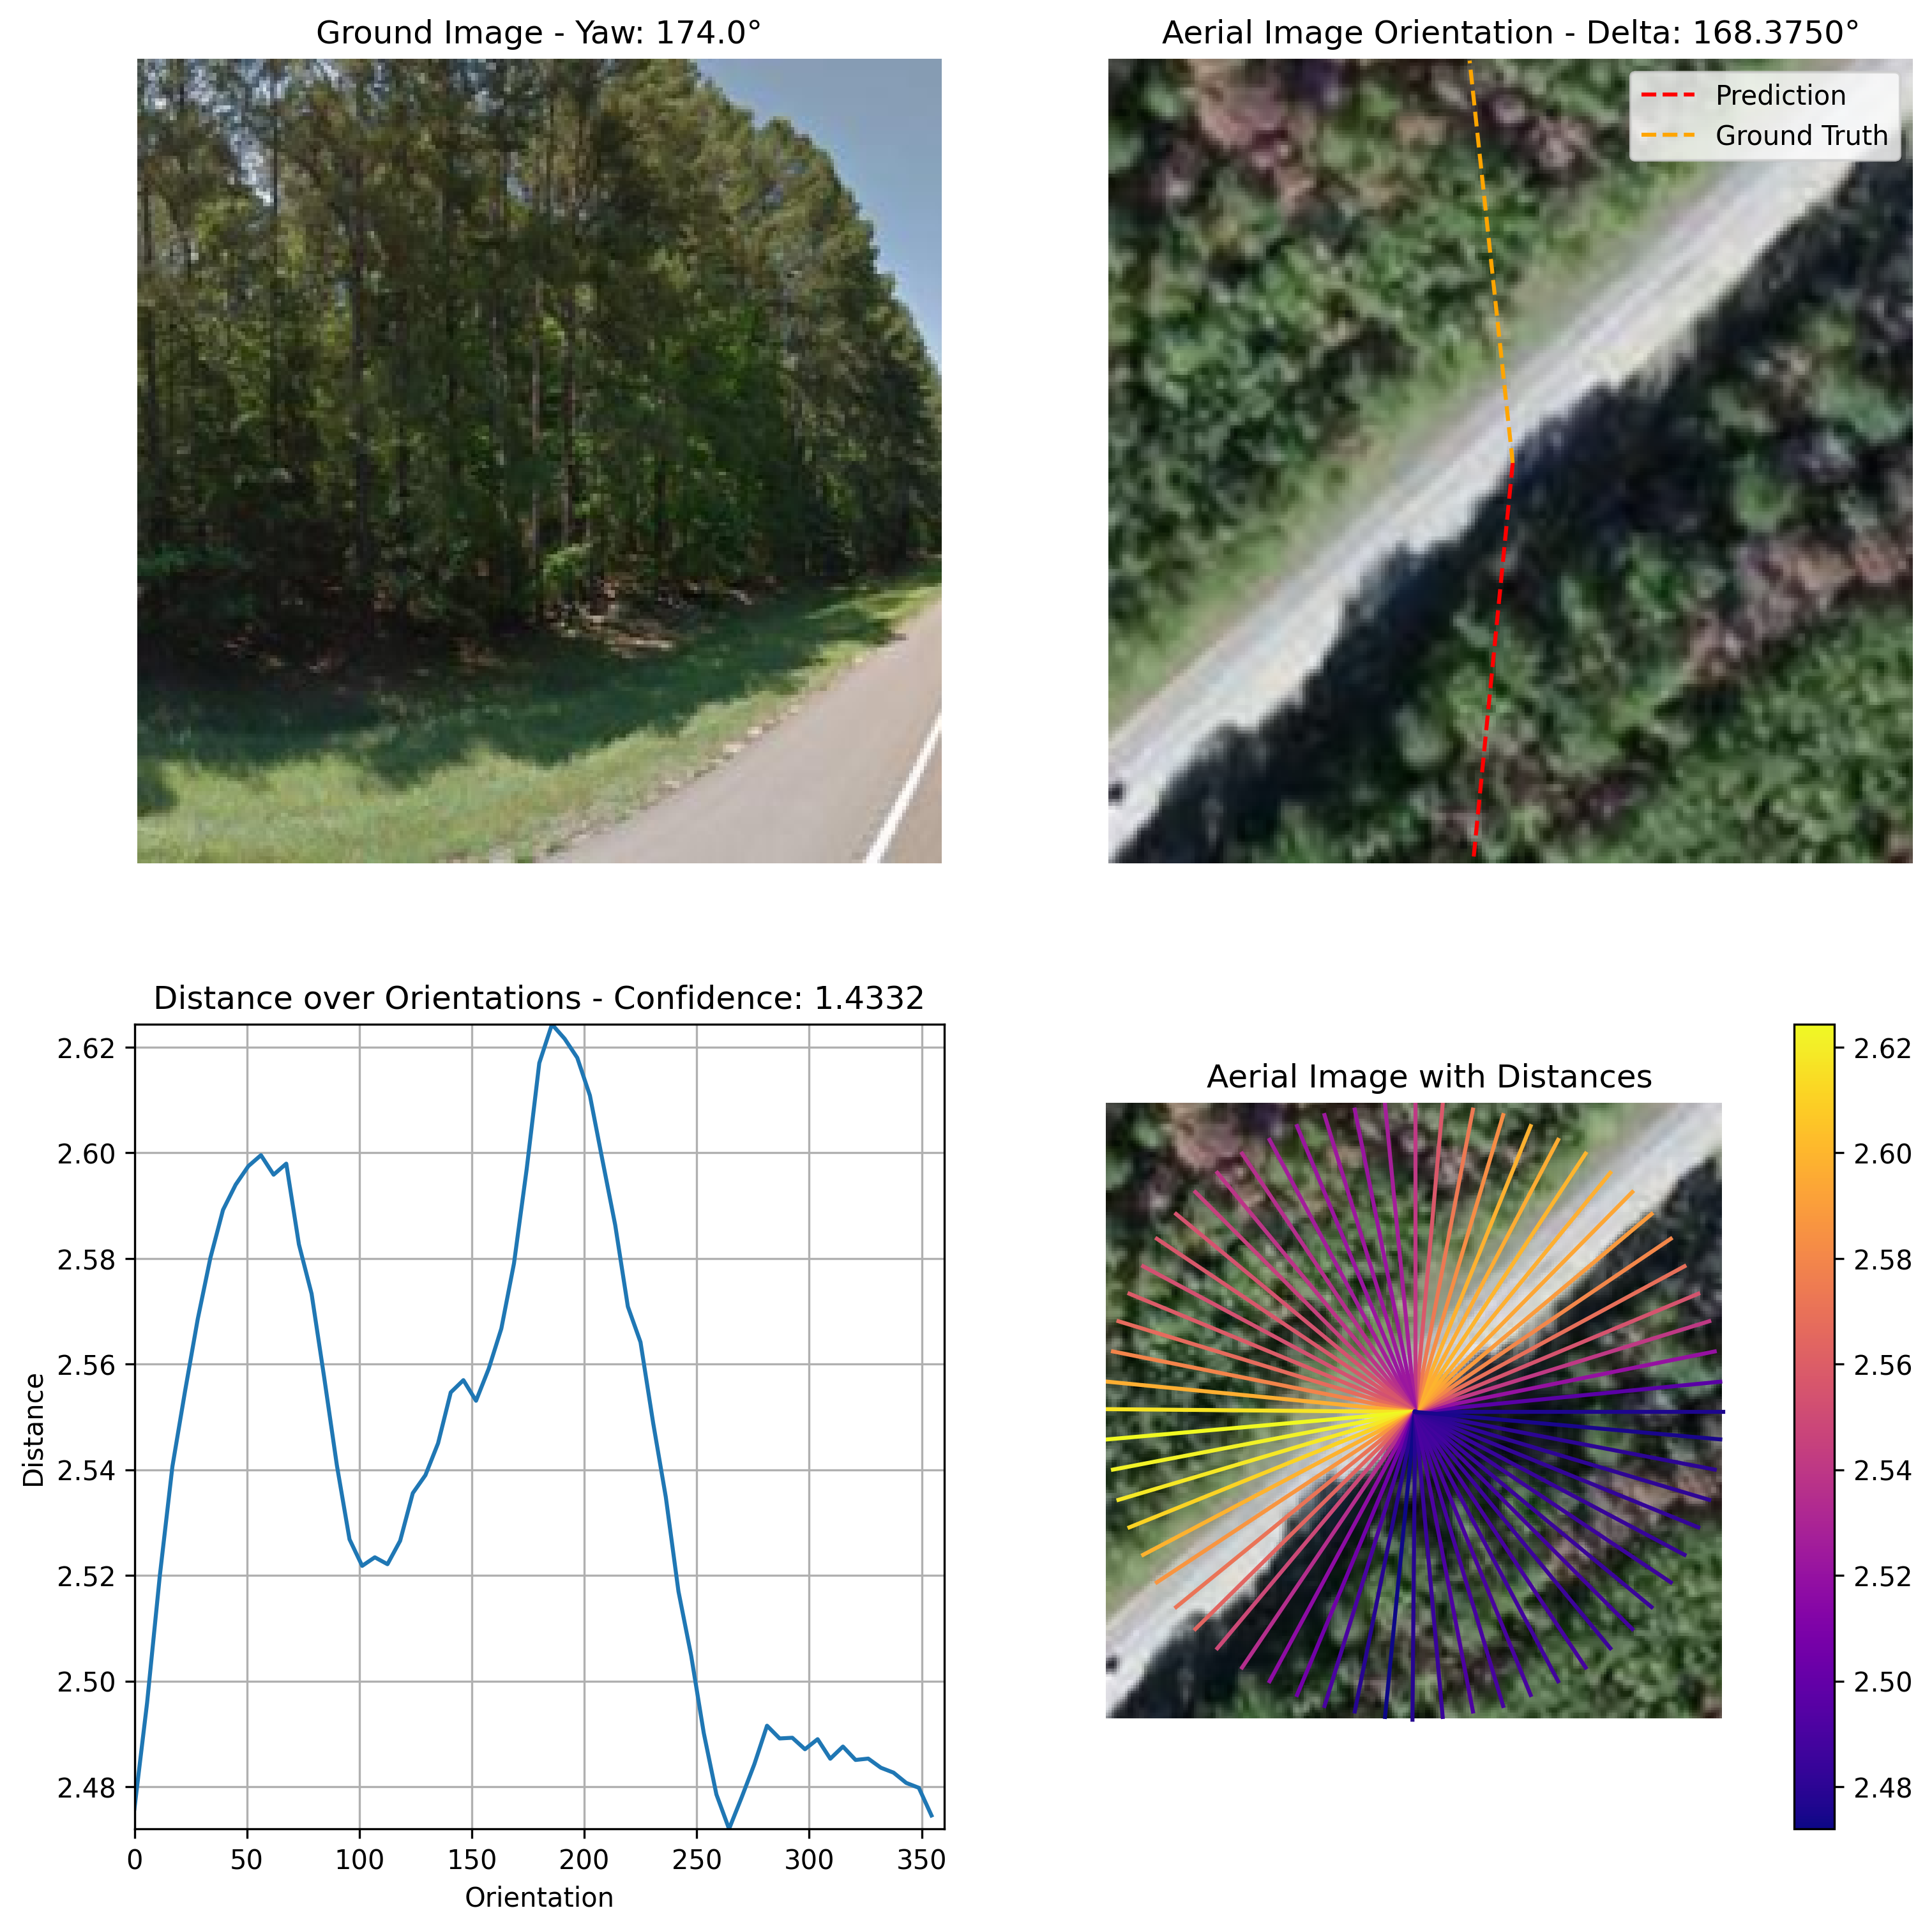 Ground Image - Yaw: 174.0°
Aerial Image Orientation - Delta: 168.3750°
Prediction
Ground Truth
Distance over Orientations - Confidence: 1.4332
2.62
2.60
2.58
2.56
2.54
2.52
2.50
2.48
Distance
0 50 100 150 200 250 300 350
Orientation
Aerial Image with Distances
2.62
2.60
2.58
2.56
2.54
2.52
2.50
2.48